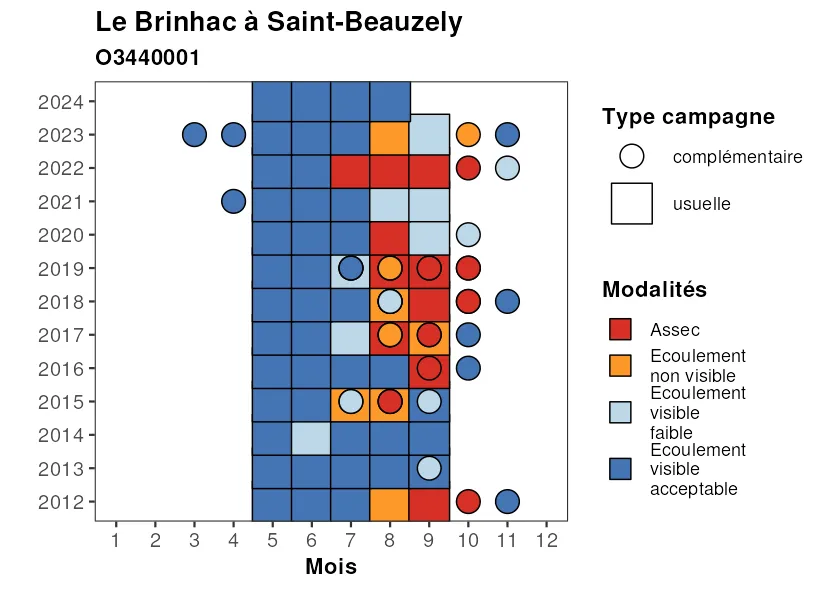 Le Brinhac à Saint-Beauzely
O3440001
2024
2023
2022
2021
2020
2019
2018
2017
2016
2015
2014
2013
2012
1 2 3 4 5 6 7 8 9 10 11 12
Mois
Type campagne
complémentaire
usuelle
Modalités
Assec
Ecoulement
non visible
Ecoulement
visible
faible
Ecoulement
visible
acceptable